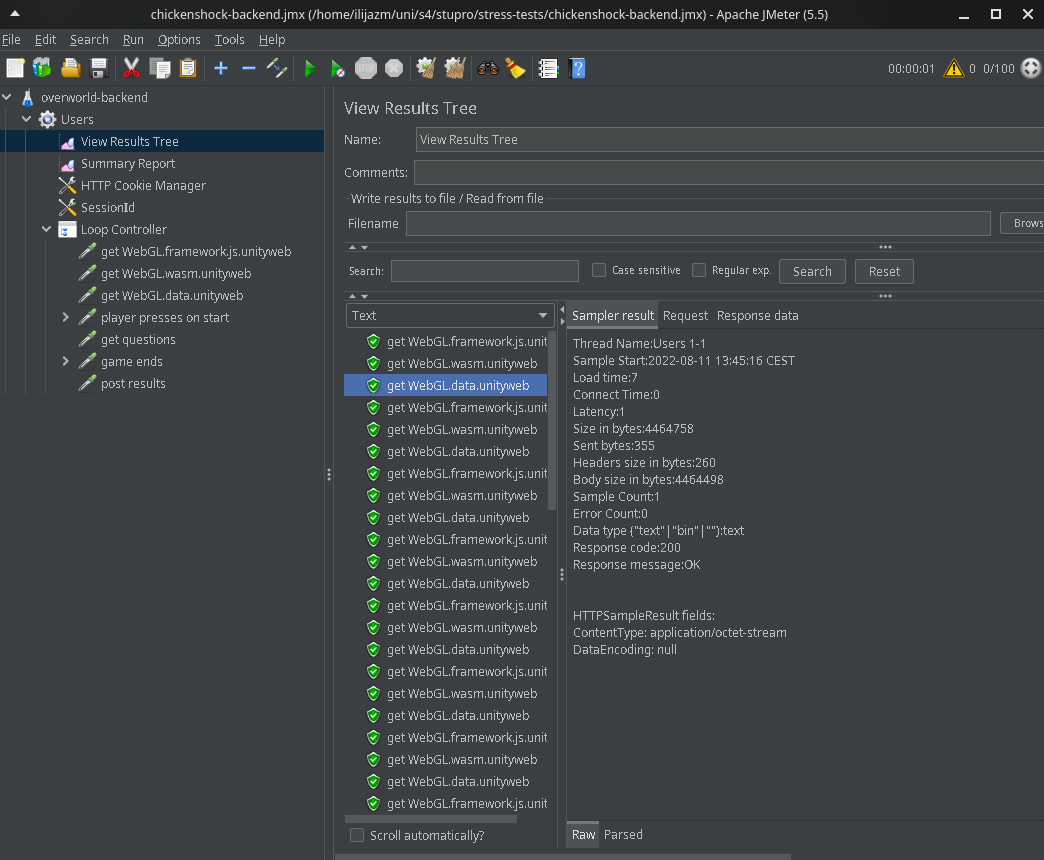 chickenshock-backend.jmx (/home/ilijazm/uni/s4/stupro/stress-tests/chickenshock-backend.jmx) - Apache JMeter (5.5)
File Edit Search Run Options Tools Help
00:00:01 0 0/100
overworld-backend
Users
View Results Tree
Summary Report
HTTP Cookie Manager
SessionId
Loop Controller
get WebGL.framework.js.unityweb
get WebGL.wasm.unityweb
get WebGL.data.unityweb
player presses on start
get questions
game ends
post results
View Results Tree
Name: View Results Tree
Comments:
Write results to file / Read from file
Filename Brows
Search: Case sensitive Regular exp. Search Reset
Text
get WebGL.framework.js.unit
get WebGL.wasm.unityweb
get WebGL.data.unityweb
get WebGL.framework.js.unit
get WebGL.wasm.unityweb
get WebGL.data.unityweb
get WebGL.framework.js.unit
get WebGL.wasm.unityweb
get WebGL.data.unityweb
get WebGL.framework.js.unit
get WebGL.wasm.unityweb
get WebGL.data.unityweb
get WebGL.framework.js.unit
get WebGL.wasm.unityweb
get WebGL.data.unityweb
get WebGL.framework.js.unit
get WebGL.wasm.unityweb
get WebGL.data.unityweb
get WebGL.framework.js.unit
get WebGL.wasm.unityweb
get WebGL.data.unityweb
get WebGL.framework.js.unit
Scroll automatically?
Sampler result Request Response data
Thread Name:Users 1-1
Sample Start:2022-08-11 13:45:16 CEST
Load time:7
Connect Time:0
Latency:1
Size in bytes:4464758
Sent bytes:355
Headers size in bytes:260
Body size in bytes:4464498
Sample Count:1
Error Count:0
Data type ("text"|"bin"|""):text
Response code:200
Response message:OK
HTTPSampleResult fields:
ContentType: application/octet-stream
DataEncoding: null
Raw Parsed